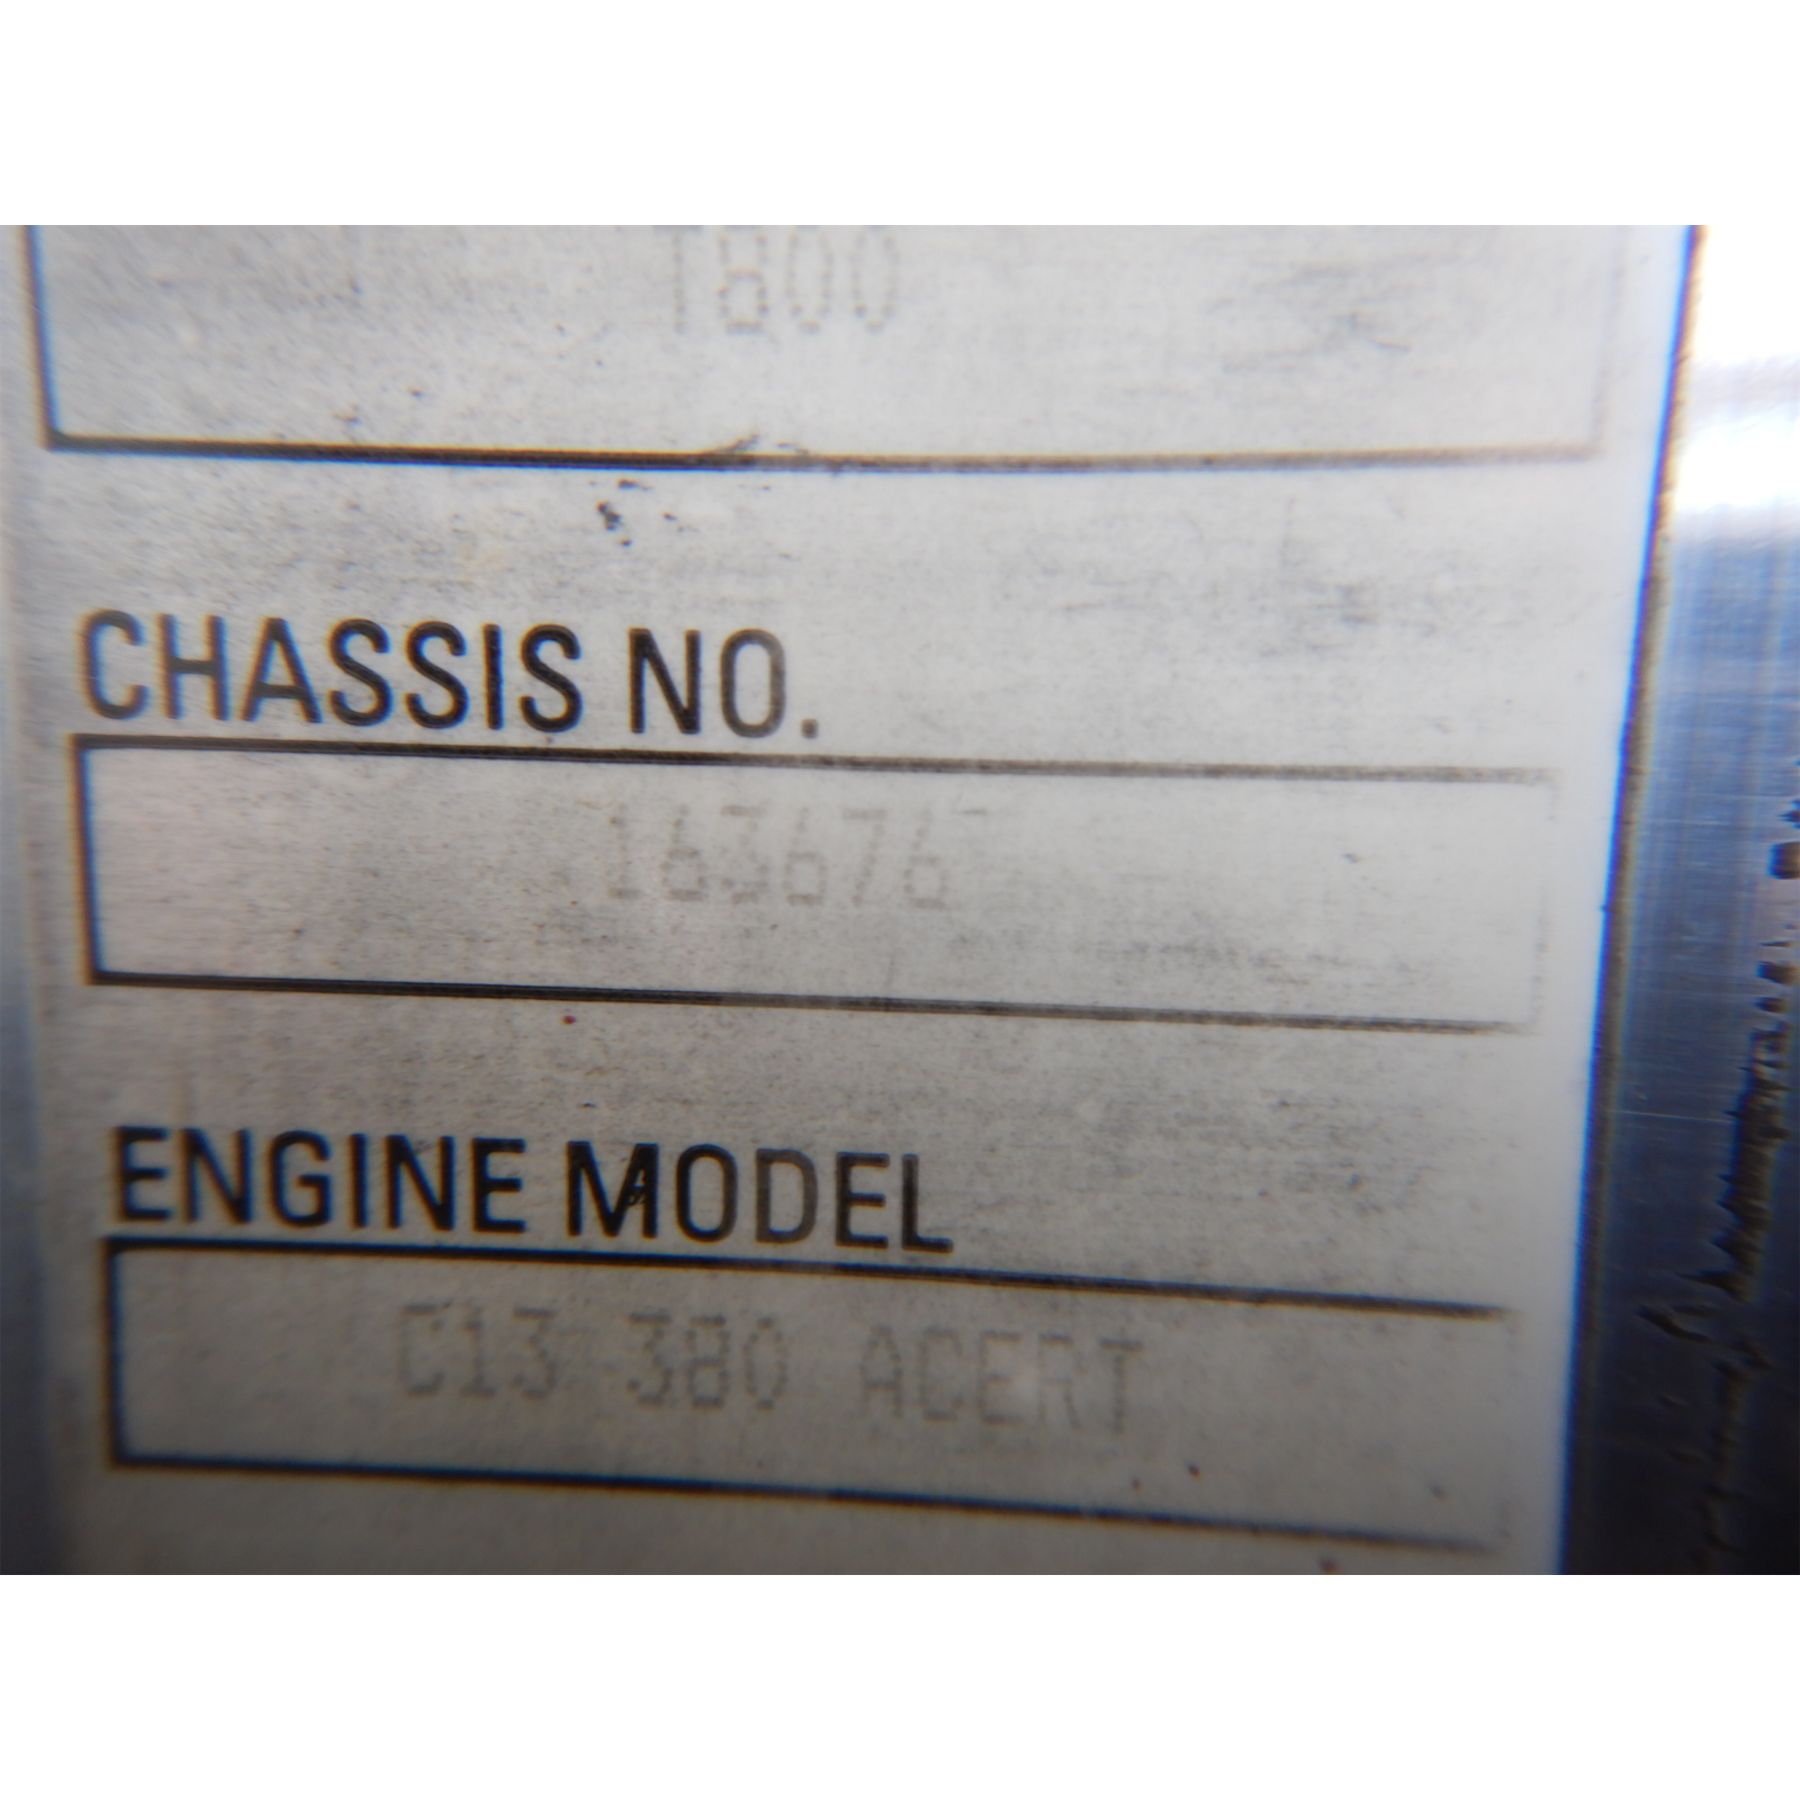 T800
CHASSIS NO.
163676
ENGINE MODEL
C13 380 ACERT